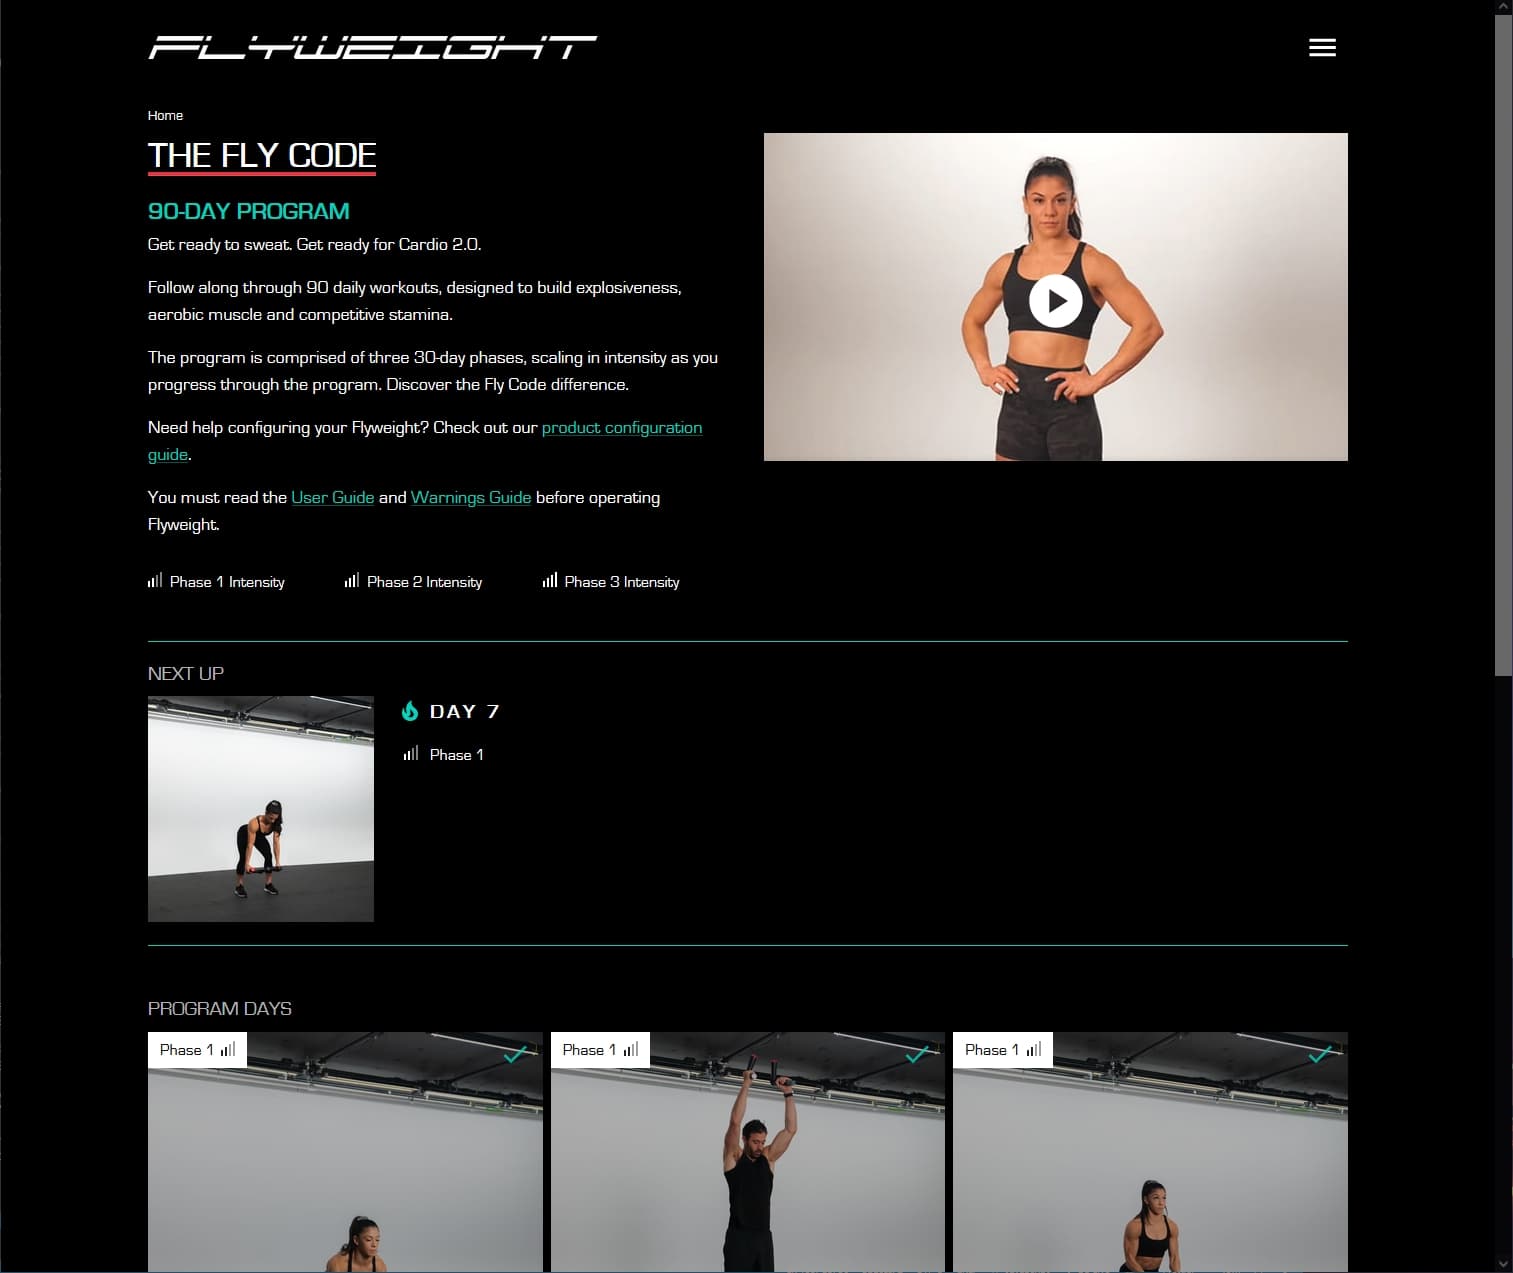 FLYWEIGHT
Home
THE FLY CODE
90-DAY PROGRAM
Get ready to sweat. Get ready for Cardio 2.0.
Follow along through 90 daily workouts, designed to build explosiveness,
aerobic muscle and competitive stamina.
The program is comprised of three 30-day phases, scaling in intensity as you
progress through the program. Discover the Fly Code difference.
Need help configuring your Flyweight? Check out our product configuration
guide.
You must read the User Guide and Warnings Guide before operating
Flyweight.
Phase 1 Intensity
Phase 2 Intensity
Phase 3 Intensity
NEXT UP
DAY 7
Phase 1
PROGRAM DAYS
Phase 1
Phase 1
Phase 1